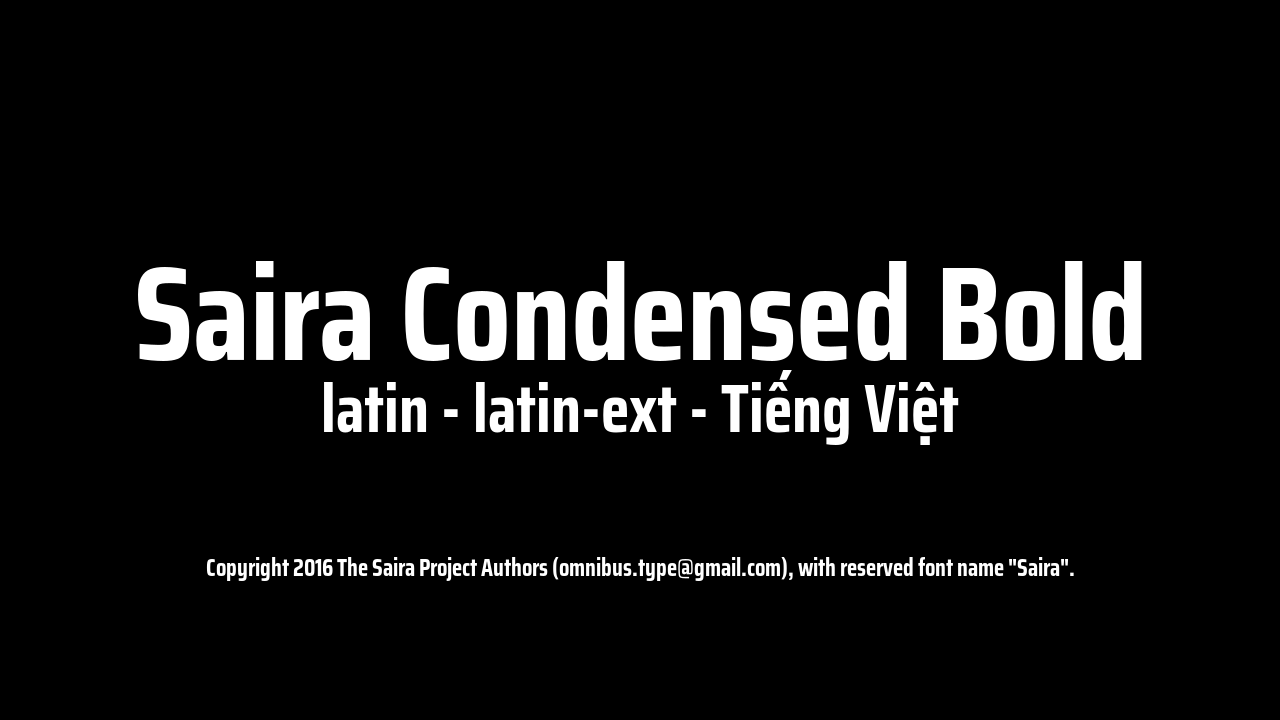 Saira Condensed Bold
latin - latin-ext - Tiếng Việt
Copyright 2016 The Saira Project Authors (omnibus.type@gmail.com), with reserved font name "Saira".